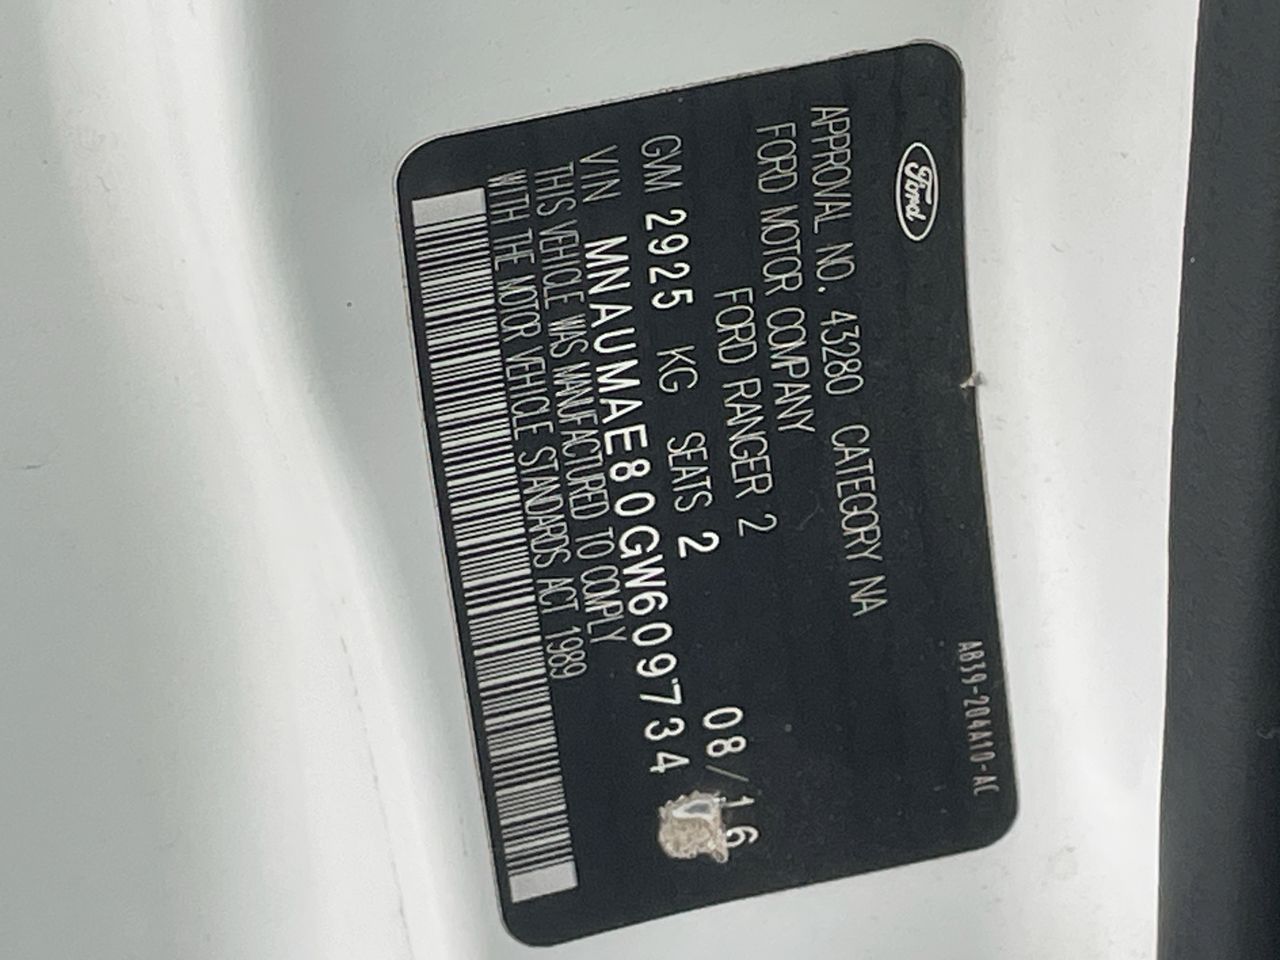 Ford
AB39-204A10-AC
APPROVAL NO. 43280 CATEGORY NA
FORD MOTOR COMPANY
FORD RANGER 2
08/16
GVM 2925 KG SEATS 2
VIN MNAUMAE80GW609734
THIS VEHICLE WAS MANUFACTURED TO COMPLY
WITH THE MOTOR VEHICLE STANDARDS ACT 1989